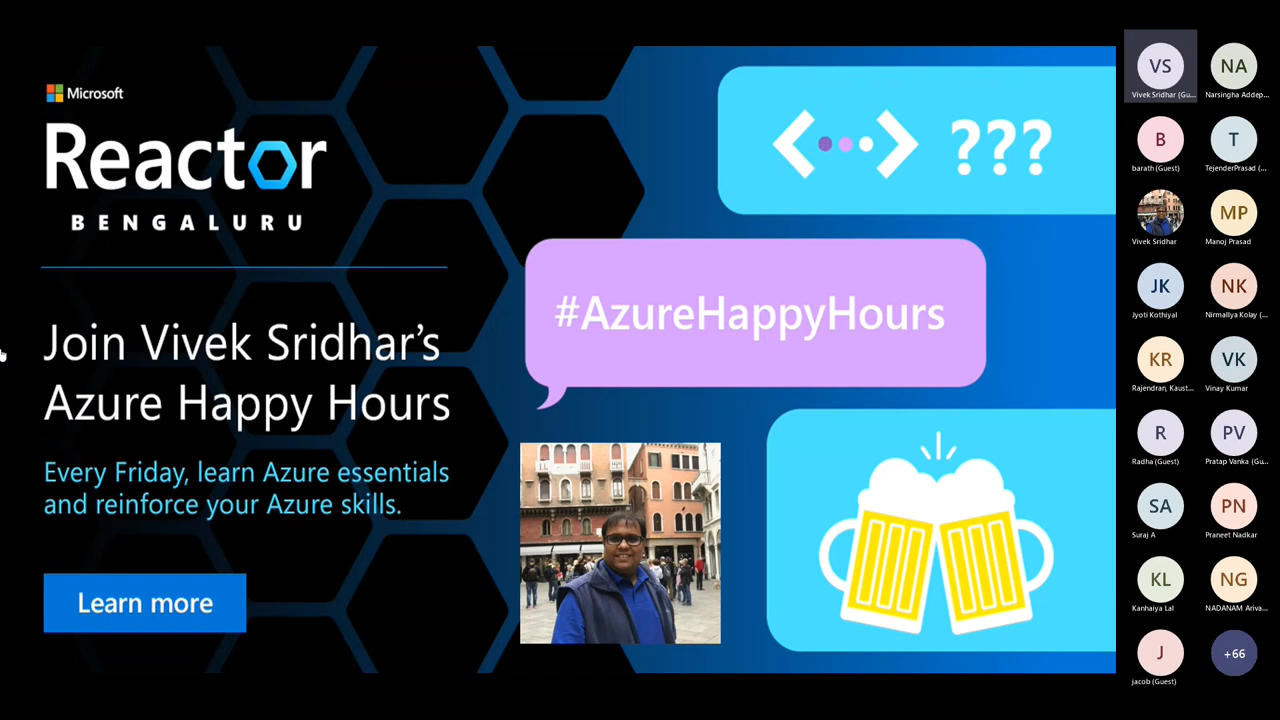 Microsoft
Reactor
BENGALURU
Join Vivek Sridhar's
Azure Happy Hours
Every Friday, learn Azure essentials
and reinforce your Azure skills.
Learn more
???
#AzureHappyHours
VS
Vivek Sridhar (Gu...
NA
Narsingha Addep...
B
barath (Guest)
T
TejenderPrasad (...
Vivek Sridhar
MP
Manoj Prasad
JK
Jyoti Kothiyal
NK
Nirmallya Kolay (...
KR
Rajendran, Kaust...
VK
Vinay Kumar
R
Radha (Guest)
PV
Pratap Vanka (Gu...
SA
Suraj A
PN
Praneet Nadkar
KL
Kanhaiya Lal
NG
NADANAM Ariva...
J
jacob (Guest)
+66